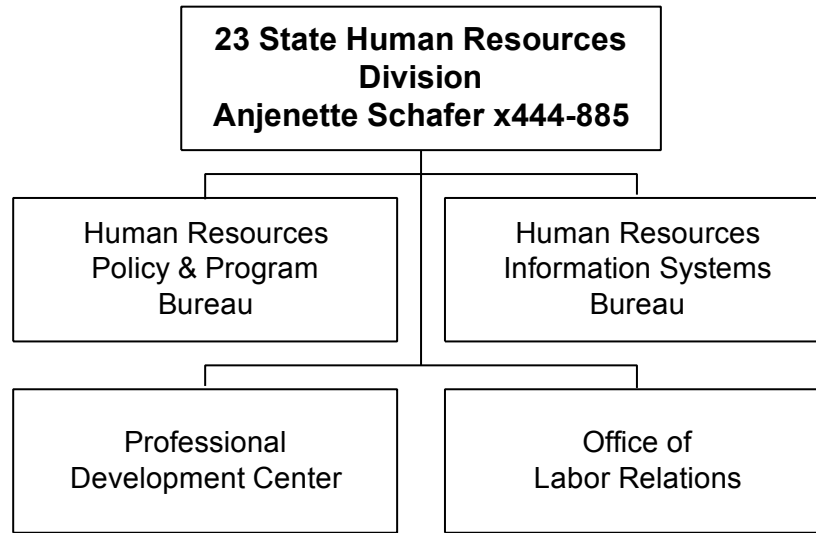 23 State Human Resources
Division
Anjenette Schafer x444-885
Human Resources
Policy & Program
Bureau
Human Resources
Information Systems
Bureau
Professional
Development Center
Office of
Labor Relations